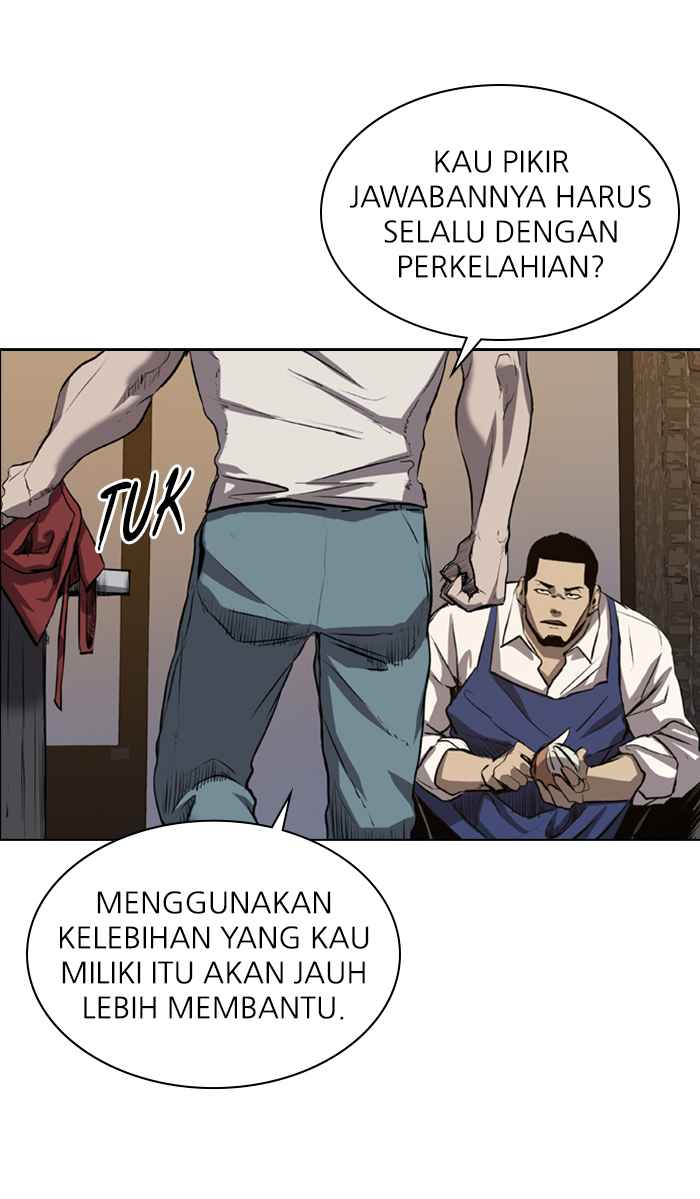 KAU PIKIR
JAWABANNYA HARUS
SELALU DENGAN
PERKELAHIAN?
TUK
MENGGUNAKAN
KELEBIHAN YANG KAU
MILIKI ITU AKAN JAUH
LEBIH MEMBANTU.